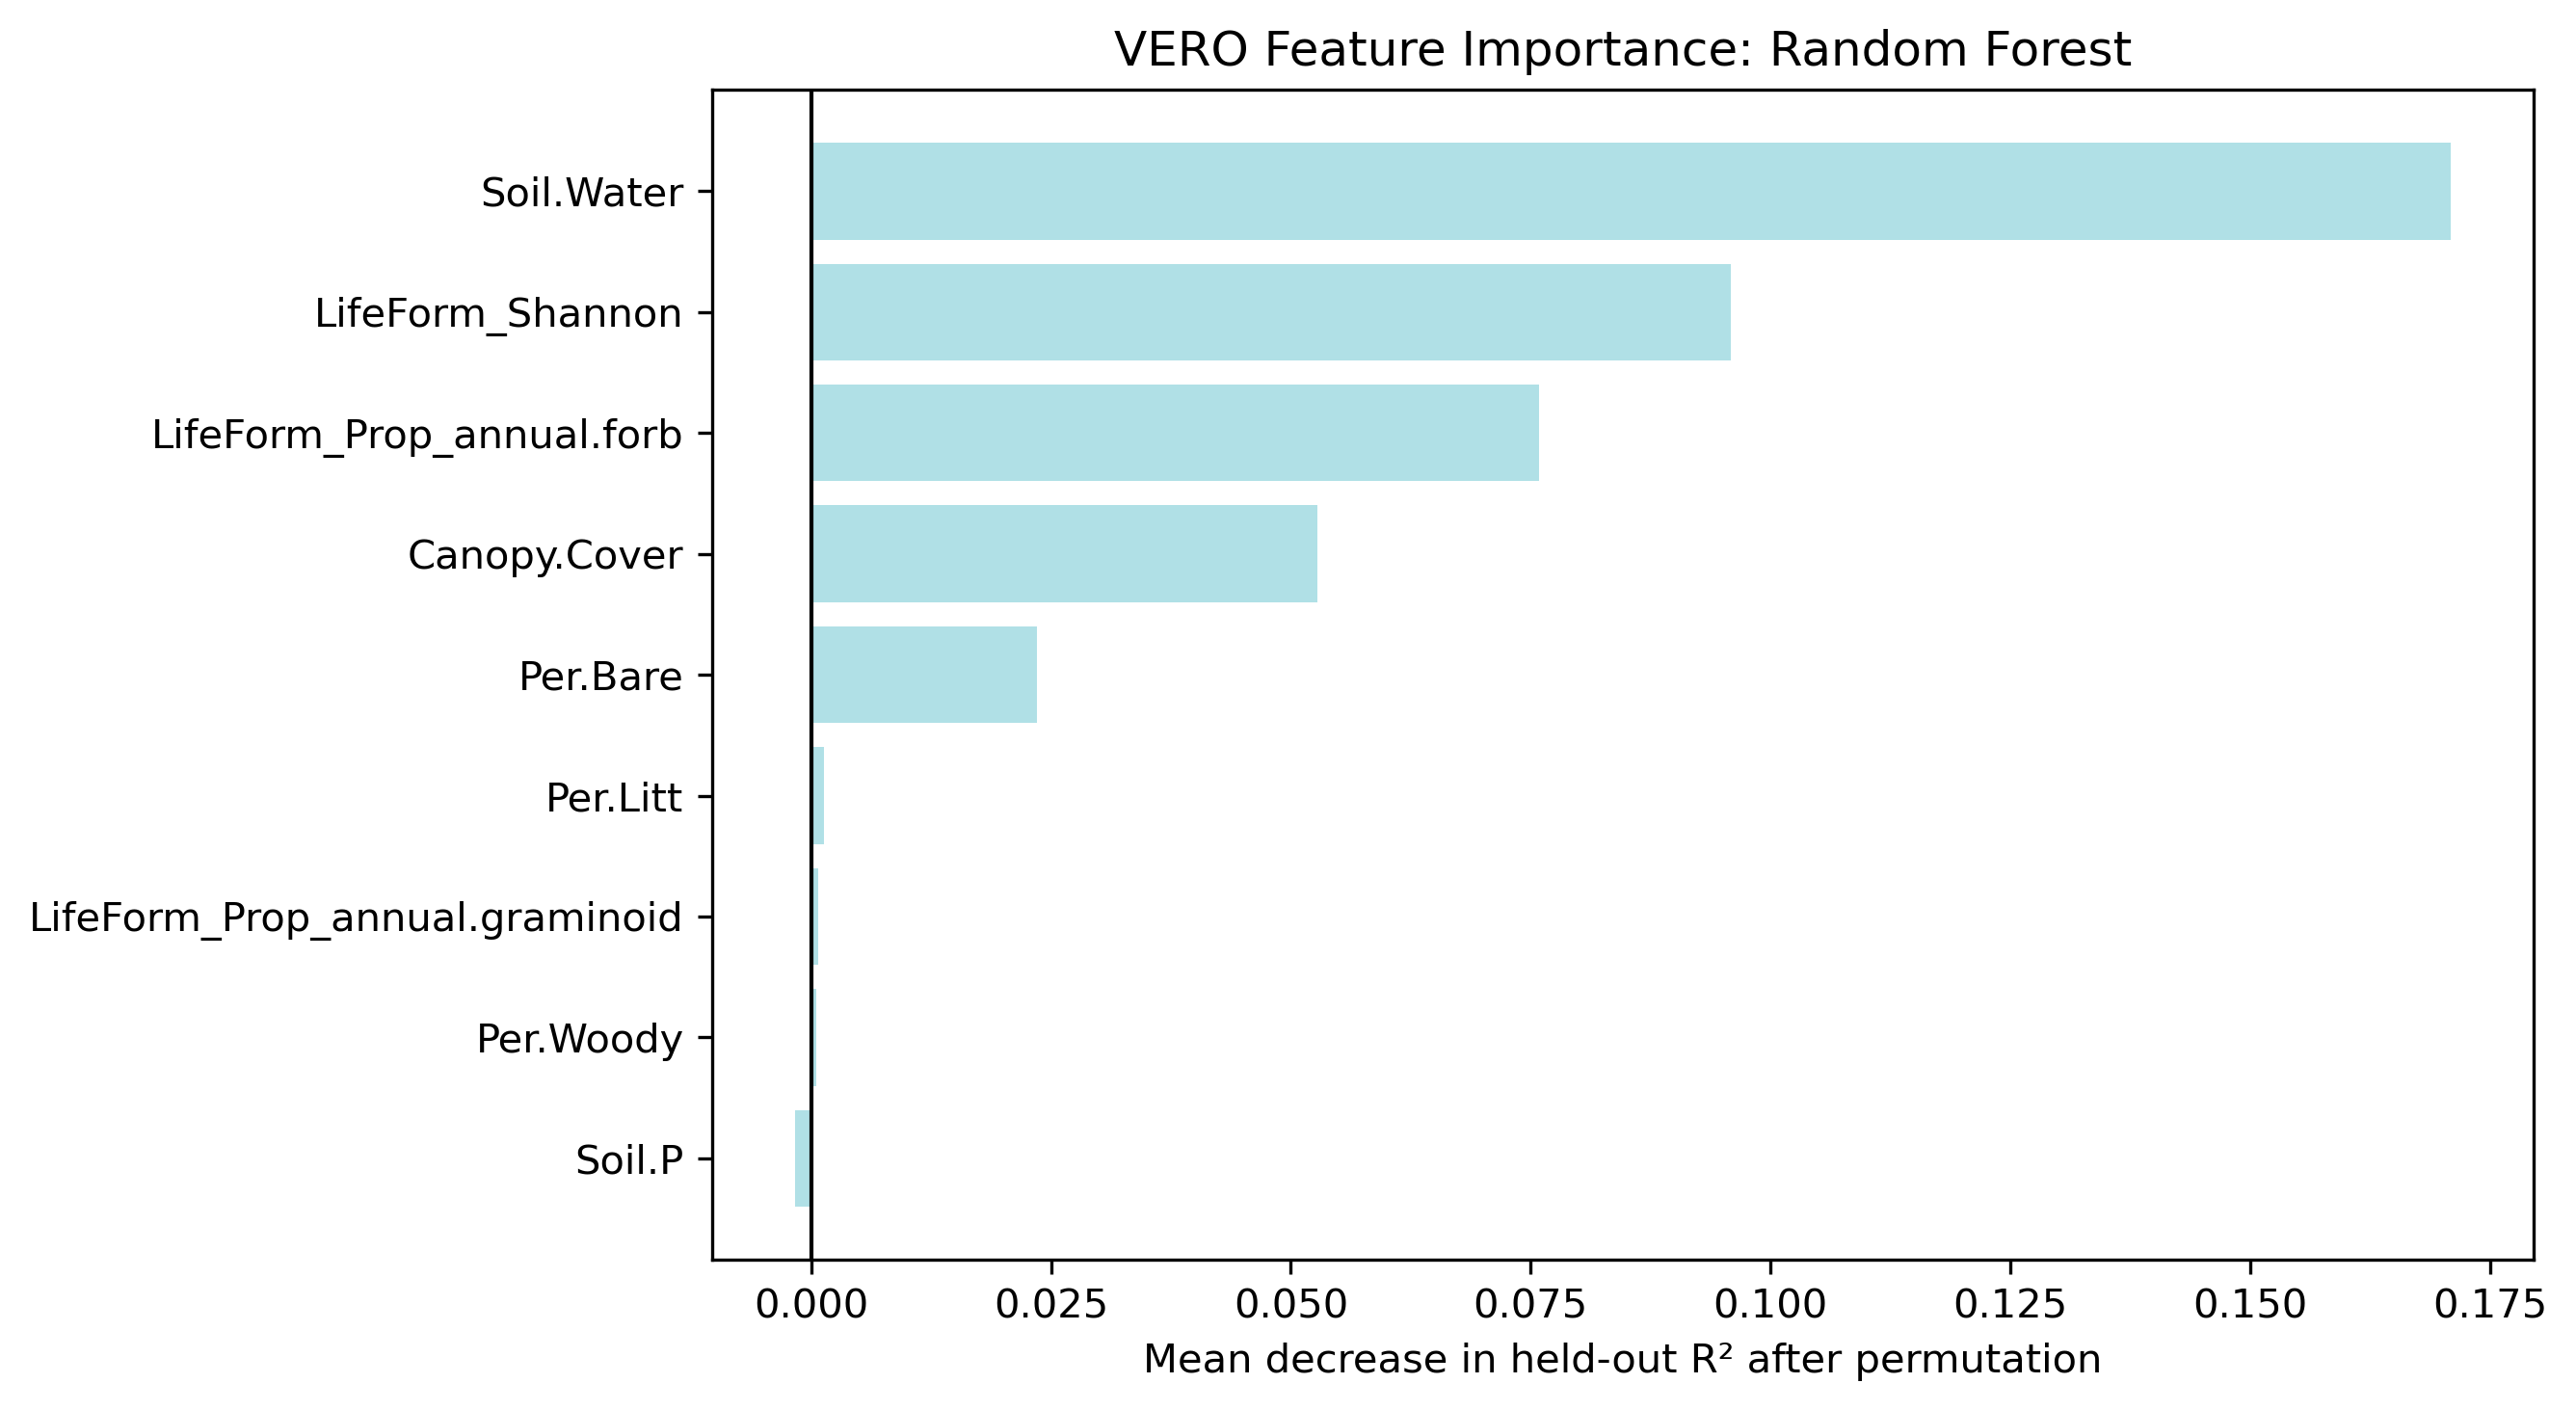 VERO Feature Importance: Random Forest
Soil.Water
LifeForm_Shannon
LifeForm_Prop_annual.forb
Canopy.Cover
Per.Bare
Per.Litt
LifeForm_Prop_annual.graminoid
Per.Woody
Soil.P
0.000 0.025 0.050 0.075 0.100 0.125 0.150 0.175
Mean decrease in held-out R² after permutation